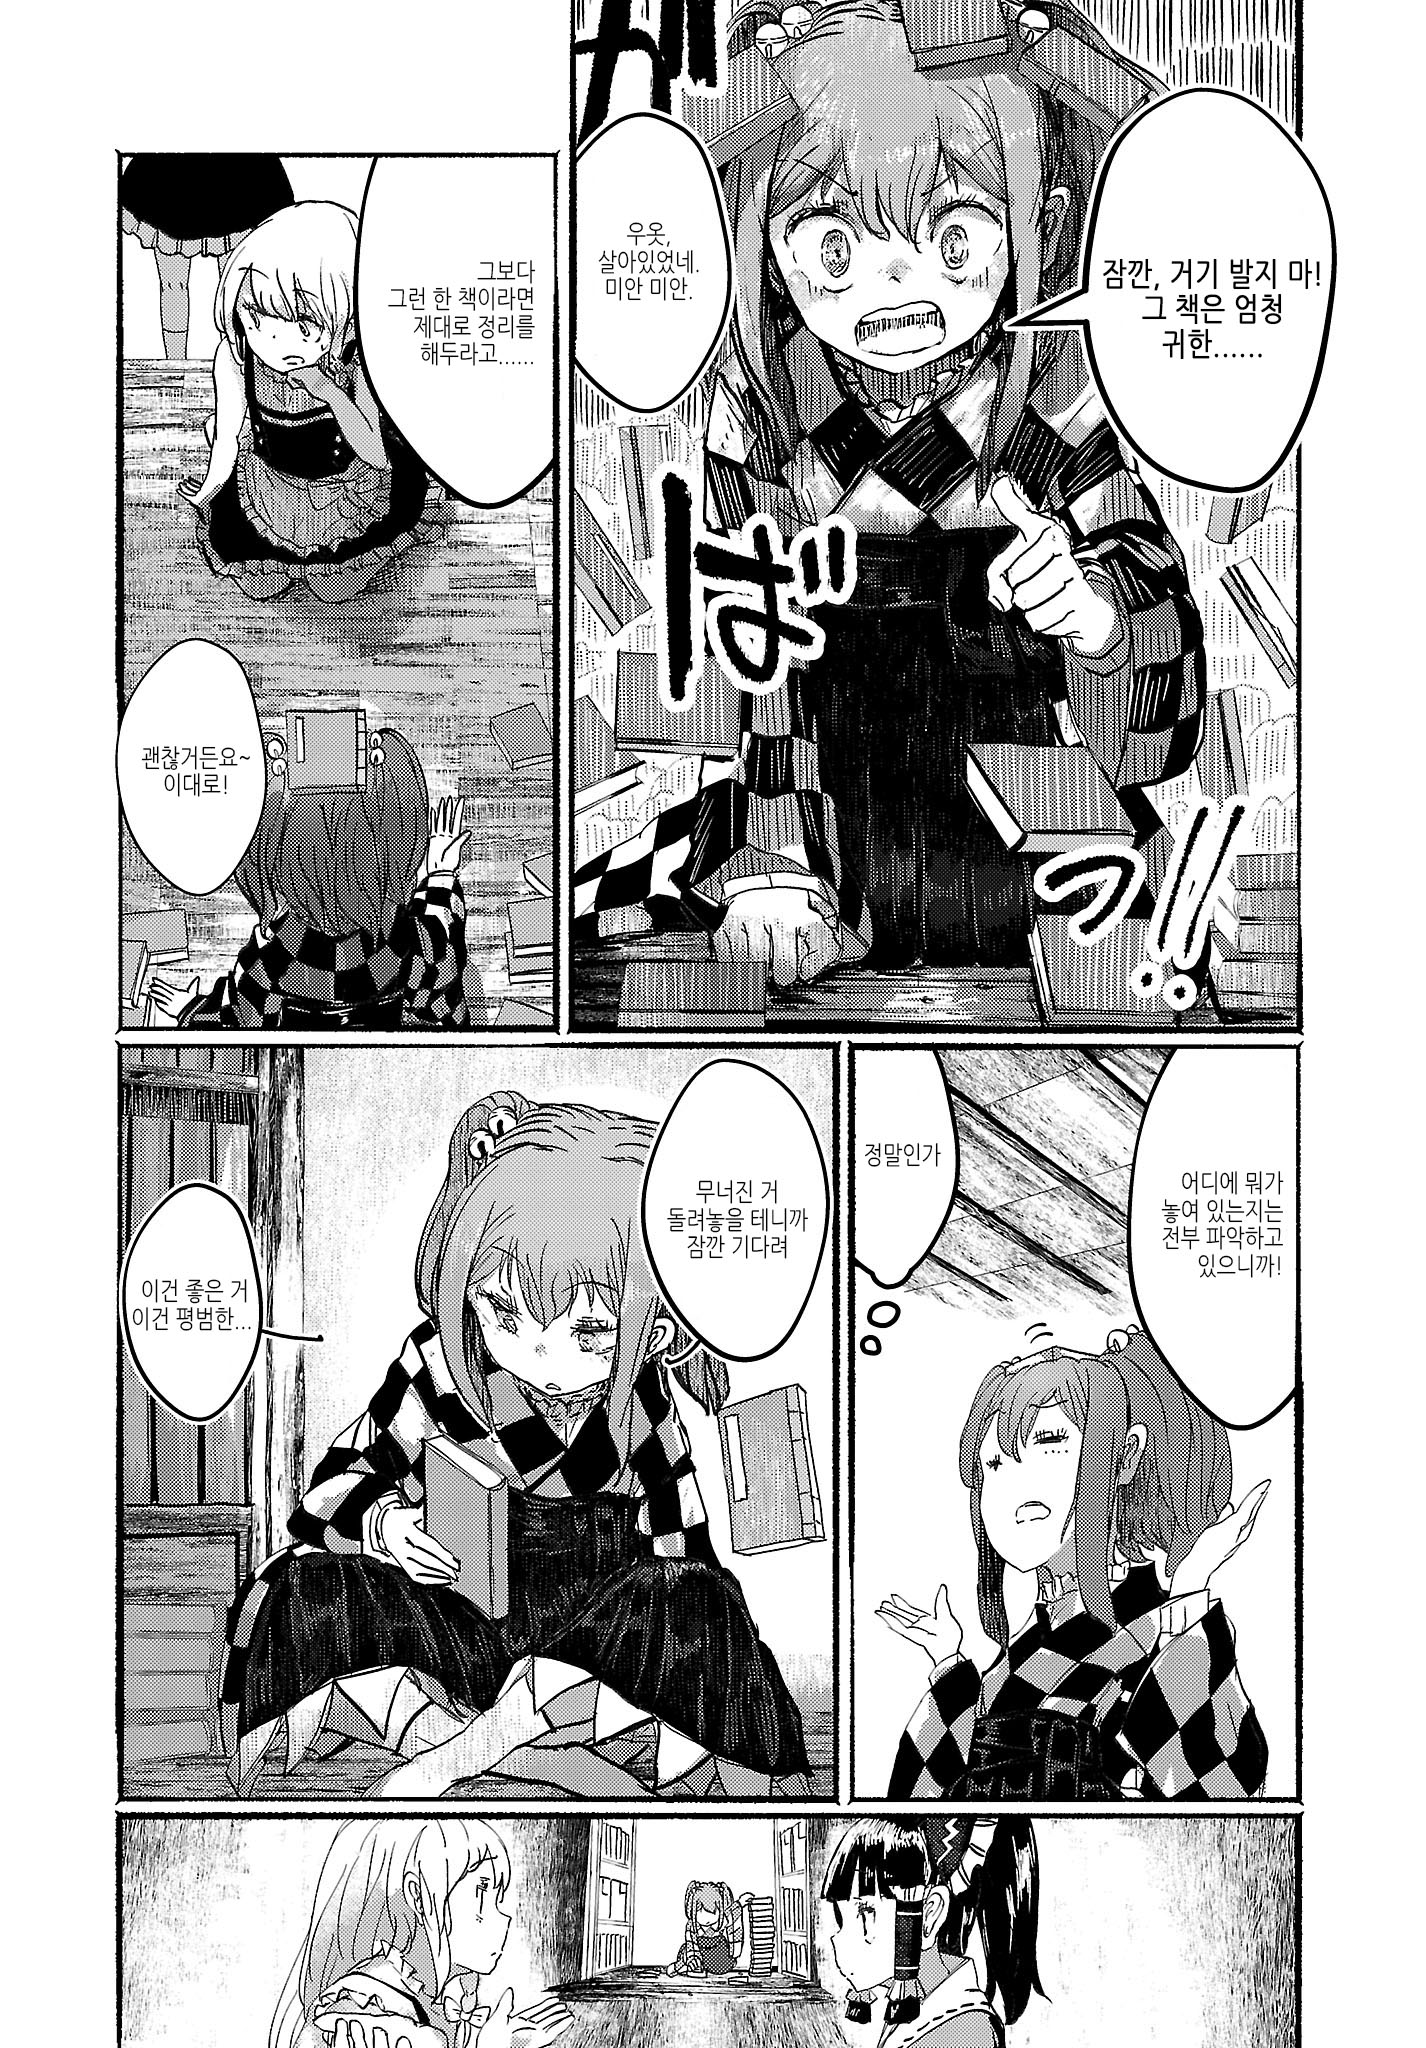 잠깐, 거기 발지 마!
그 책은 엄청
귀한......
우옷,
살아있었네.
미안 미안.
ガバッ!!
그보다
그런 한 책이라면
제대로 정리를
해두라고......
괜찮거든요~
이대로!
어디에 뭐가
놓여 있는지는
전부 파악하고
있으니까!
정말인가
무너진 거
돌려놓을 테니까
잠깐 기다려
이건 좋은 거
이건 평범한...